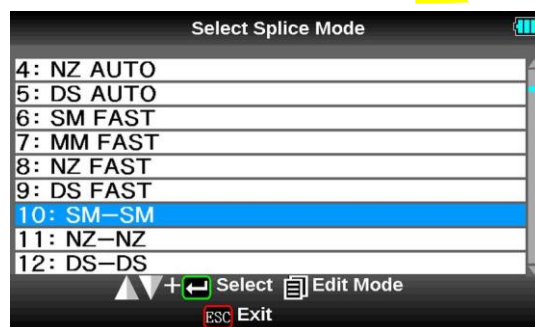 Select Splice Mode
4: NZ AUTO
5: DS AUTO
6: SM FAST
7: MM FAST
8: NZ FAST
9: DS FAST
10: SM-SM
11: NZ-NZ
12: DS-DS
+ Select Edit Mode
ESC Exit